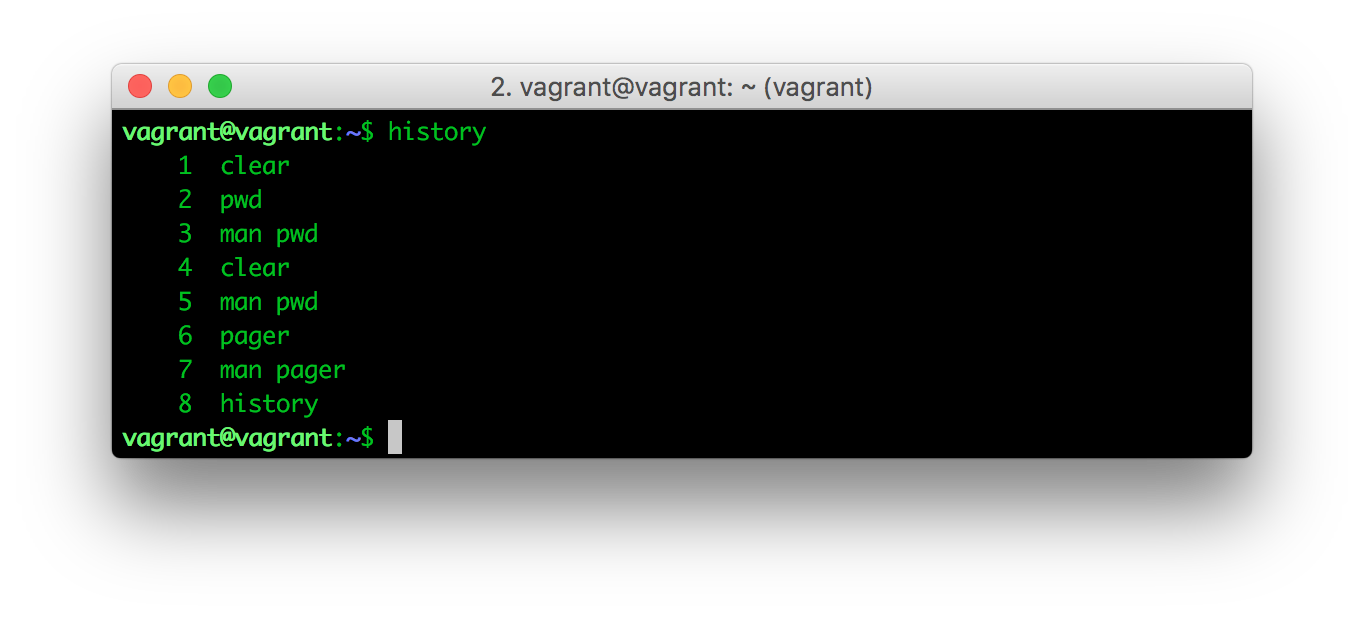 2. vagrant@vagrant: ~ (vagrant)
vagrant@vagrant:~$ history
1 clear
2 pwd
3 man pwd
4 clear
5 man pwd
6 pager
7 man pager
8 history
vagrant@vagrant:~$